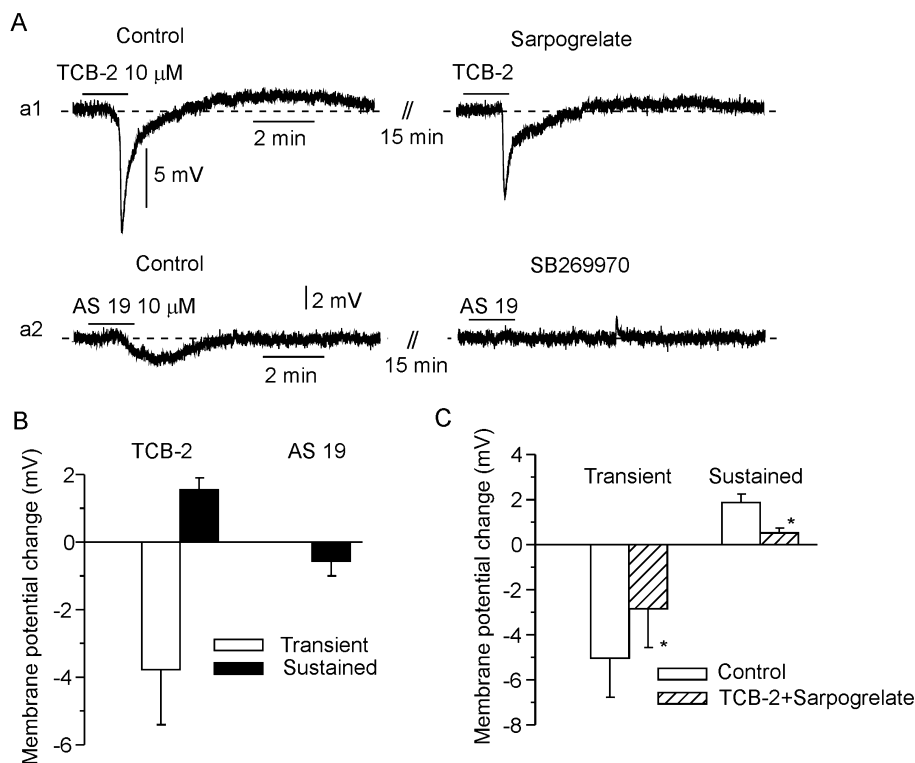 A
Control
Sarpogrelate
TCB-2 10 μM
TCB-2
a1
2 min
//
15 min
5 mV
Control
SB269970
AS 19 10 μM
2 mV
AS 19
a2
2 min
//
15 min
B
TCB-2
AS 19
Membrane potential change (mV)
2
0
-2
-4
-6
Transient
Sustained
C
Membrane potential change (mV)
4
2
0
-2
-4
-6
-8
Transient
Sustained
*
*
Control
TCB-2+Sarpogrelate